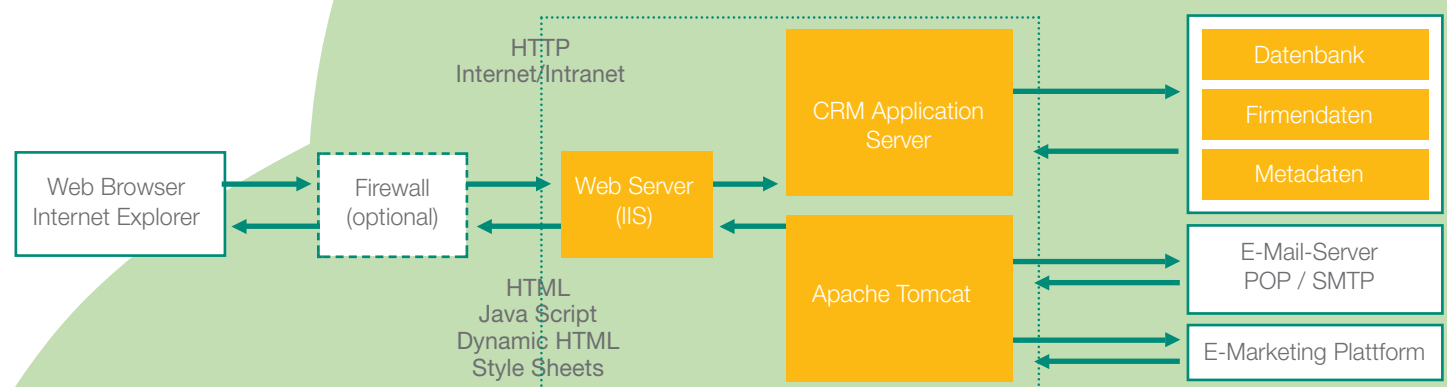 HTTP
Internet/Intranet
Web Browser
Internet Explorer
Firewall
(optional)
Web Server
(IIS)
HTML
Java Script
Dynamic HTML
Style Sheets
CRM Application
Server
Apache Tomcat
Datenbank
Firmendaten
Metadaten
E-Mail-Server
POP / SMTP
E-Marketing Plattform